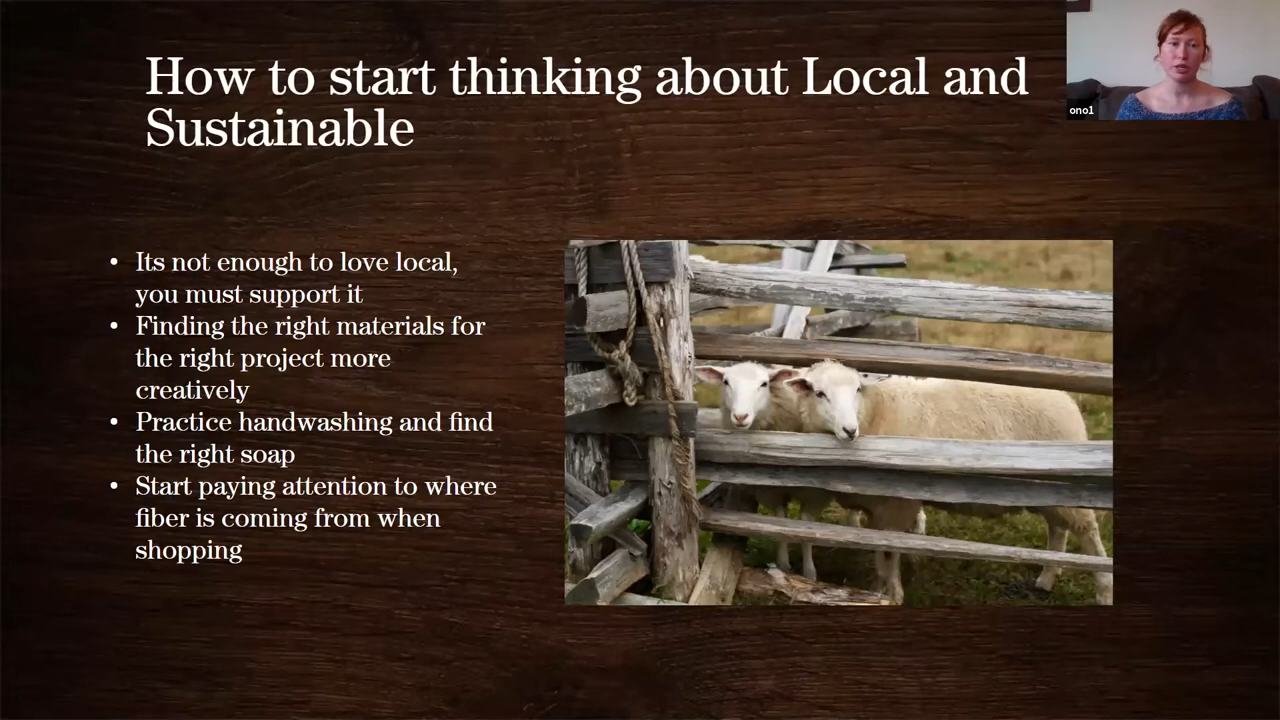 How to start thinking about Local and
Sustainable
ono1
• Its not enough to love local,
you must support it
• Finding the right materials for
the right project more
creatively
• Practice handwashing and find
the right soap
• Start paying attention to where
fiber is coming from when
shopping